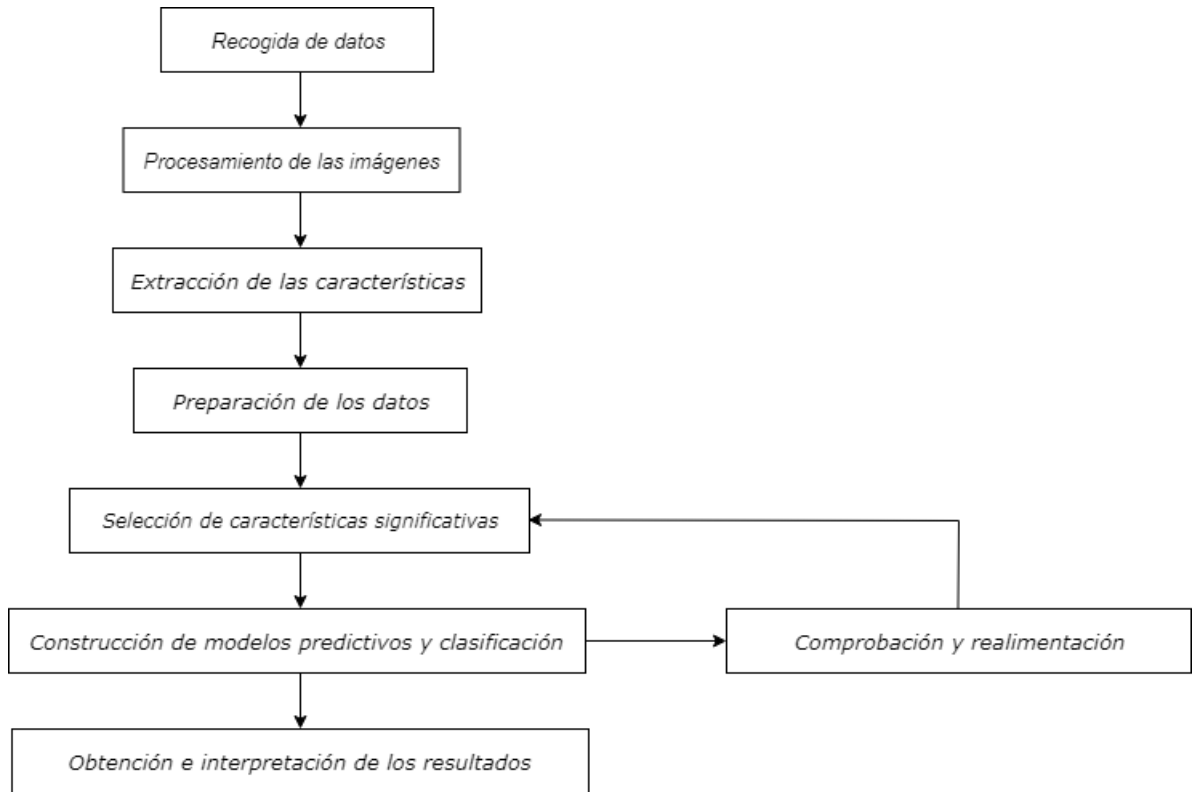 Recogida de datos
Procesamiento de las imágenes
Extracción de las características
Preparación de los datos
Selección de características significativas
Construcción de modelos predictivos y clasificación
Comprobación y realimentación
Obtención e interpretación de los resultados